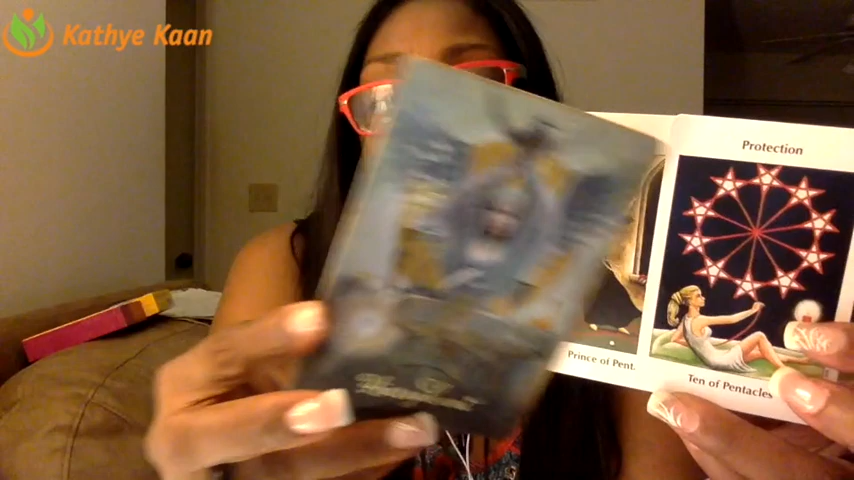 Kathye Kaan
Protection
Prince of Pent.
Ten of Pentacles